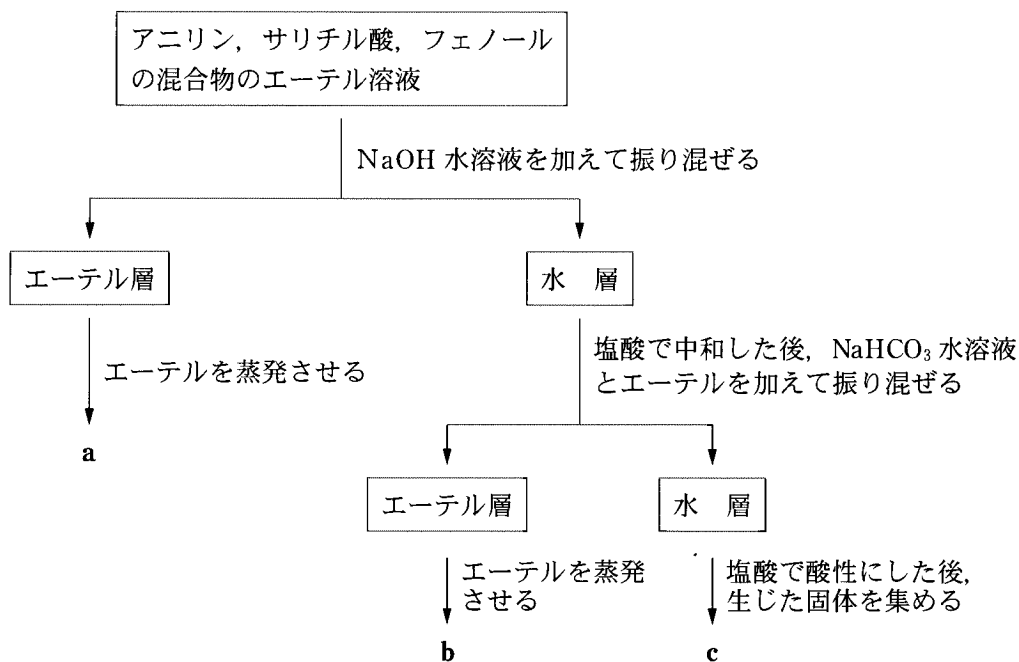 アニリン，サリチル酸，フェノール
の混合物のエーテル溶液
NaOH 水溶液を加えて振り混ぜる
エーテル層
水　層
エーテルを蒸発させる
塩酸で中和した後，NaHCO₃ 水溶液
とエーテルを加えて振り混ぜる
a
エーテル層
水　層
エーテルを蒸発
させる
塩酸で酸性にした後，
生じた固体を集める
b
c